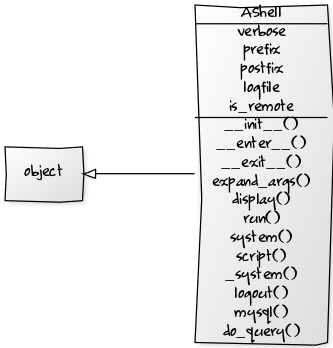 AShell
verbose
prefix
postfix
logfile
is_remote
__init__()
__enter__()
__exit__()
object
expand_args()
display()
run()
system()
script()
_system()
logout()
mysql()
do_query()